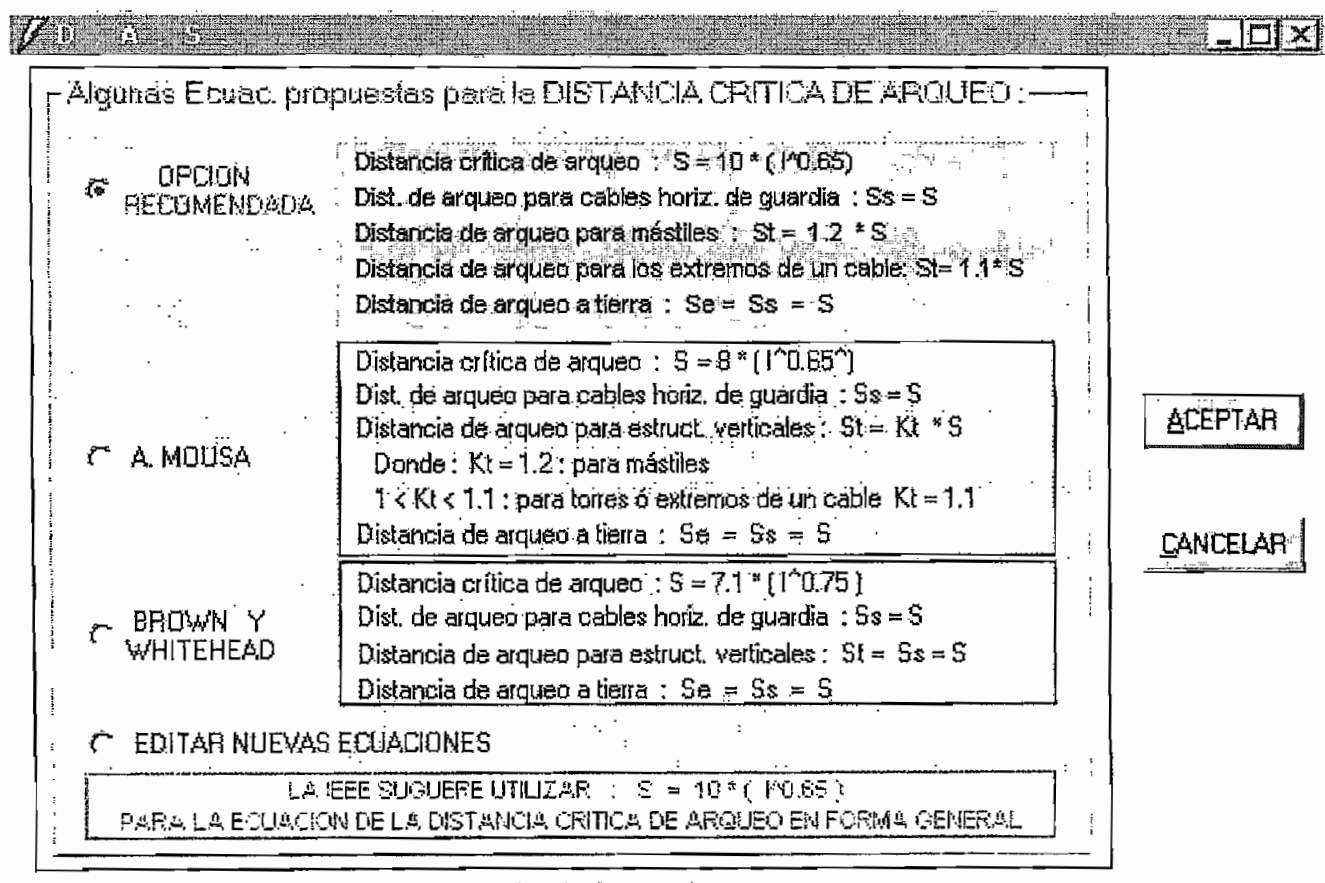 D A S
Algunas Ecuac. propuestas para la DISTANCIA CRITICA DE ARQUEO :
OPCION
RECOMENDADA
Distancia crítica de arqueo : S = 10 * ( I^0.65)
Dist. de arqueo para cables horiz. de guardia : Ss = S
Distancia de arqueo para mástiles : St = 1.2 * S
Distancia de arqueo para los extremos de un cable: St= 1.1* S
Distancia de arqueo a tierra : Se = Ss = S
A. MOUSA
Distancia crítica de arqueo : S = 8 * ( I^0.65^)
Dist. de arqueo para cables horiz. de guardia : Ss = S
Distancia de arqueo para estruct. verticales : St = Kt * S
Donde : Kt = 1.2 : para mástiles
1 < Kt < 1.1 : para torres ó extremos de un cable Kt = 1.1
Distancia de arqueo a tierra : Se = Ss = S
BROWN Y
WHITEHEAD
Distancia crítica de arqueo : S = 7.1 * ( I^0.75 )
Dist. de arqueo para cables horiz. de guardia : Ss = S
Distancia de arqueo para estruct. verticales : St = Ss = S
Distancia de arqueo a tierra : Se = Ss = S
EDITAR NUEVAS ECUACIONES
LA IEEE SUGUERE UTILIZAR : S = 10 * ( I^0.65 )
PARA LA ECUACION DE LA DISTANCIA CRITICA DE ARQUEO EN FORMA GENERAL
ACEPTAR
CANCELAR